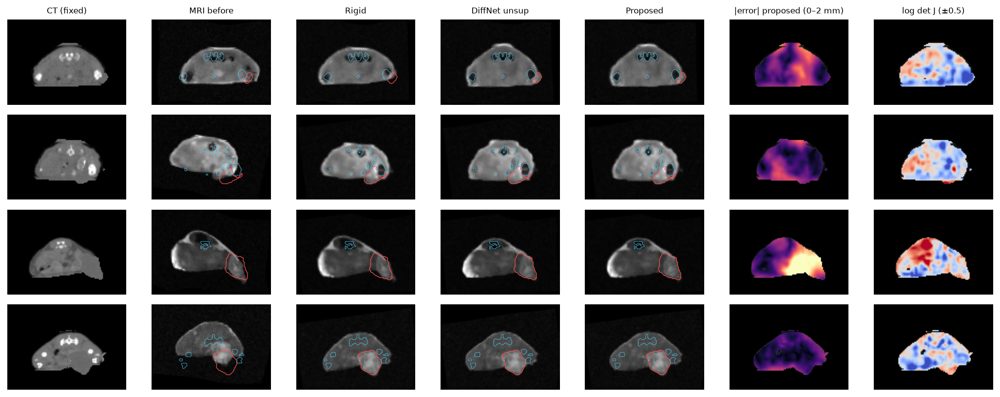 CT (fixed)
MRI before
Rigid
DiffNet unsup
Proposed
|error| proposed (0–2 mm)
log det J (±0.5)